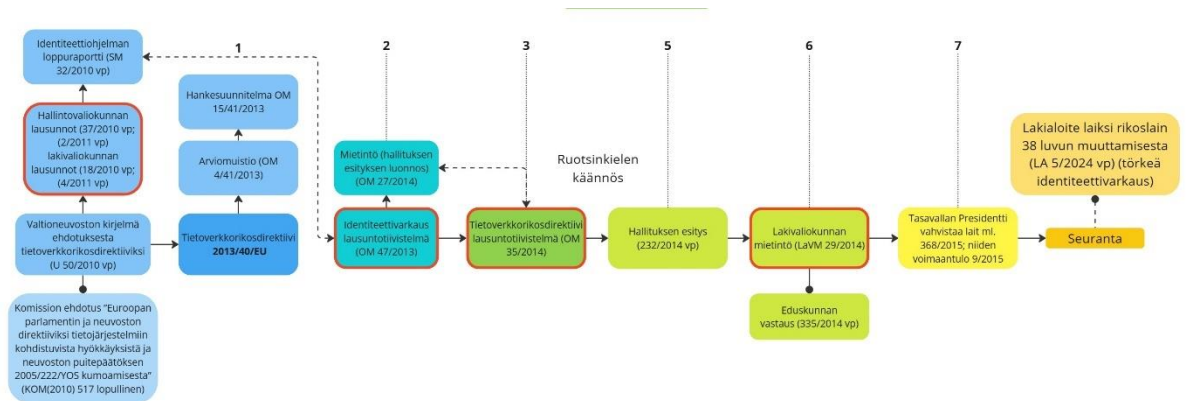 1
2
3
5
6
7
Identiteettiohjelman
loppuraportti (SM
32/2010 vp)
Hallintovaliokunnan
lausunnot (37/2010 vp;
(2/2011 vp)
lakivaliokunnan
lausunnot (18/2010 vp;
(4/2011 vp)
Valtioneuvoston kirjelmä
ehdotuksesta
tietoverkkorikosdirektiiviksi
(U 50/2010 vp)
Komission ehdotus "Euroopan
parlamentin ja neuvoston
direktiiviksi tietojärjestelmiin
kohdistuvista hyökkäyksistä ja
neuvoston puitepäätöksen
2005/222/YOS kumoamisesta"
(KOM(2010) 517 lopullinen)
Hankesuunnitelma OM
15/41/2013
Arviomuistio (OM
4/41/2013)
Tietoverkkorikosdirektiivi
2013/40/EU
Mietintö (hallituksen
esityksen luonnos)
(OM 27/2014)
Identiteettivarkaus
lausuntotiivistelmä
(OM 47/2013)
Tietoverkkorikosdirektiivi
lausuntotiivistelmä (OM
35/2014)
Ruotsinkielen
käännös
Hallituksen esitys
(232/2014 vp)
Lakivaliokunnan
mietintö (LaVM 29/2014)
Eduskunnan
vastaus (335/2014 vp)
Tasavallan Presidentti
vahvistaa lait ml.
368/2015; niiden
voimaantulo 9/2015
Lakialoite laiksi rikoslain
38 luvun muuttamisesta
(LA 5/2024 vp) (törkeä
identiteettivarkaus)
Seuranta